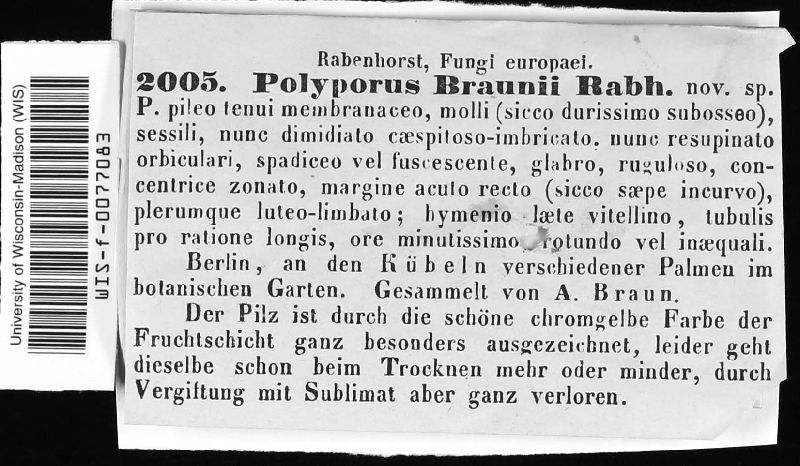 Rabenhorst, Fungi europaei.
2005. Polyporus Braunii Rabh. nov. sp.
P. pileo tenui membranaceo, molli (sicco durissimo subosseo),
sessili, nunc dimidiato cæspitoso-imbricato. nunc resupinato
orbiculari, spadiceo vel fuscescente, glabro, ruguloso, con-
centrice zonato, margine acuto recto (sicco sæpe incurvo),
plerumque luteo-limbato; hymenio læte vitellino, tubulis
pro ratione longis, ore minutissimo rotundo vel inæquali.
Berlin, an den Kübeln verschiedener Palmen im
botanischen Garten. Gesammelt von A. Braun.
Der Pilz ist durch die schöne chromgelbe Farbe der
Fruchtschicht ganz besonders ausgezeichnet, leider geht
dieselbe schon beim Trocknen mehr oder minder, durch
Vergiftung mit Sublimat aber ganz verloren.
University of Wisconsin-Madison (WIS)
WIS-f-0077083